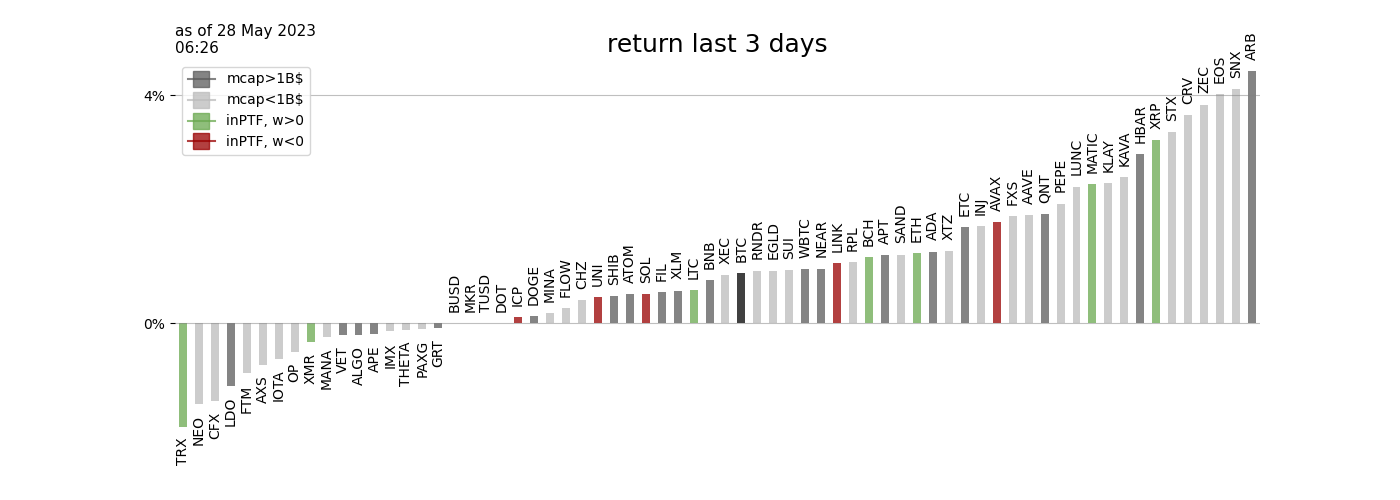 as of 28 May 2023
06:26
return last 3 days
mcap>1B$
mcap<1B$
inPTF, w>0
inPTF, w<0
4%
0%
TRX
NEO
CFX
LDO
FTM
AXS
IOTA
OP
XMR
MANA
VET
ALGO
APE
IMX
THETA
PAXG
GRT
BUSD
MKR
TUSD
DOT
ICP
DOGE
MINA
FLOW
CHZ
UNI
SHIB
ATOM
SOL
FIL
XLM
LTC
BNB
XEC
BTC
RNDR
EGLD
SUI
WBTC
NEAR
LINK
RPL
BCH
APT
SAND
ETH
ADA
XTZ
ETC
INJ
AVAX
FXS
AAVE
QNT
PEPE
LUNC
MATIC
KLAY
KAVA
HBAR
XRP
STX
CRV
ZEC
EOS
SNX
ARB